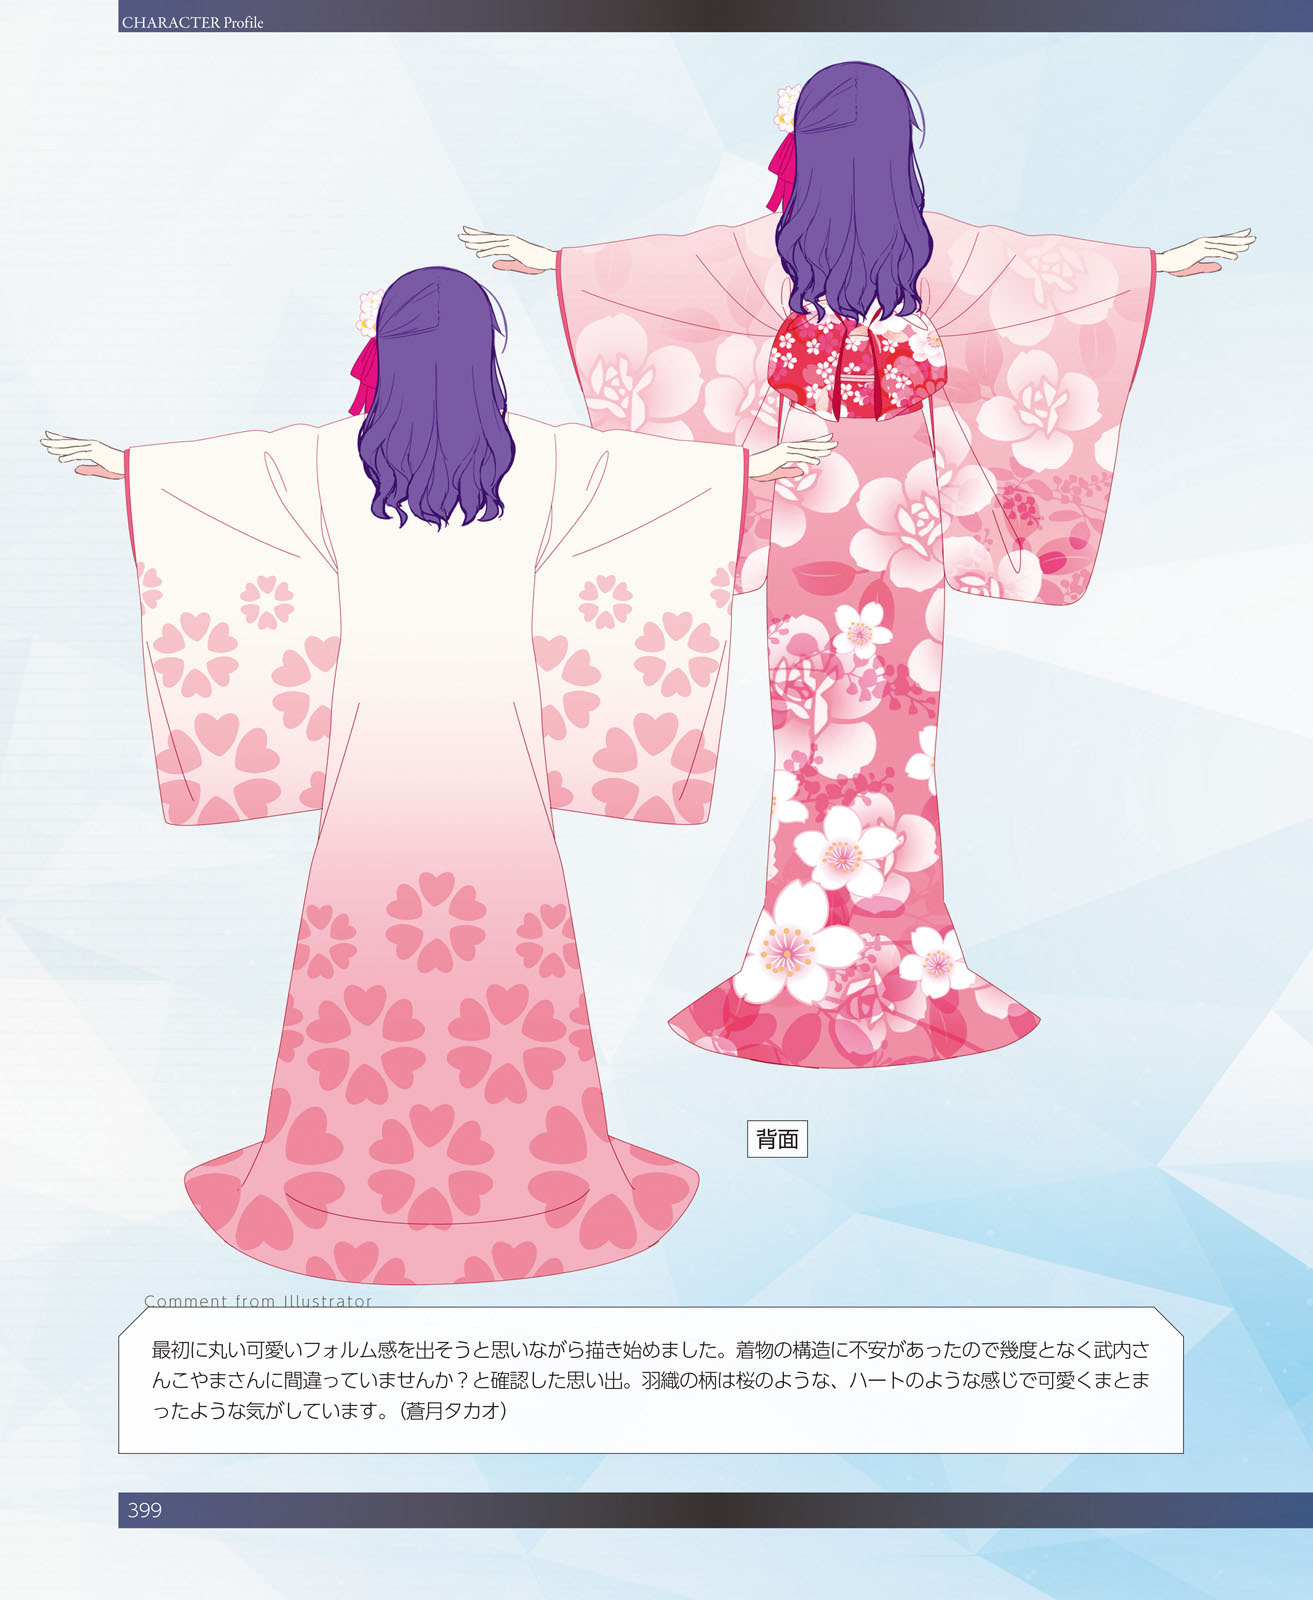 CHARACTER Profile
背面
Comment from Illustrator
最初に丸い可愛いフォルム感を出そうと思いながら描き始めました。着物の構造に不安があったので幾度となく武内さ
んこやまさんに間違っていませんか？と確認した思い出。羽織の柄は桜のような、ハートのような感じで可愛くまとま
ったような気がしています。（蒼月タカオ）
399